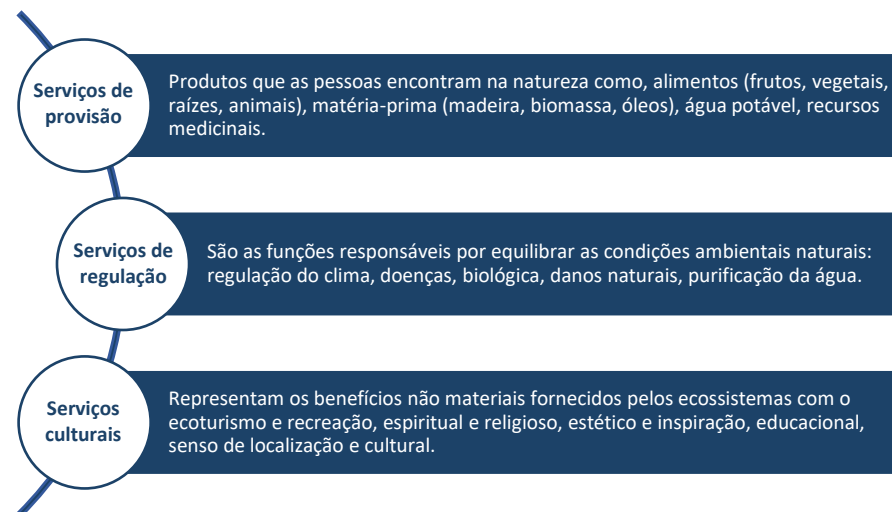 Serviços de
provisão
Produtos que as pessoas encontram na natureza como, alimentos (frutos, vegetais,
raízes, animais), matéria-prima (madeira, biomassa, óleos), água potável, recursos
medicinais.
Serviços de
regulação
São as funções responsáveis por equilibrar as condições ambientais naturais:
regulação do clima, doenças, biológica, danos naturais, purificação da água.
Serviços
culturais
Representam os benefícios não materiais fornecidos pelos ecossistemas com o
ecoturismo e recreação, espiritual e religioso, estético e inspiração, educacional,
senso de localização e cultural.